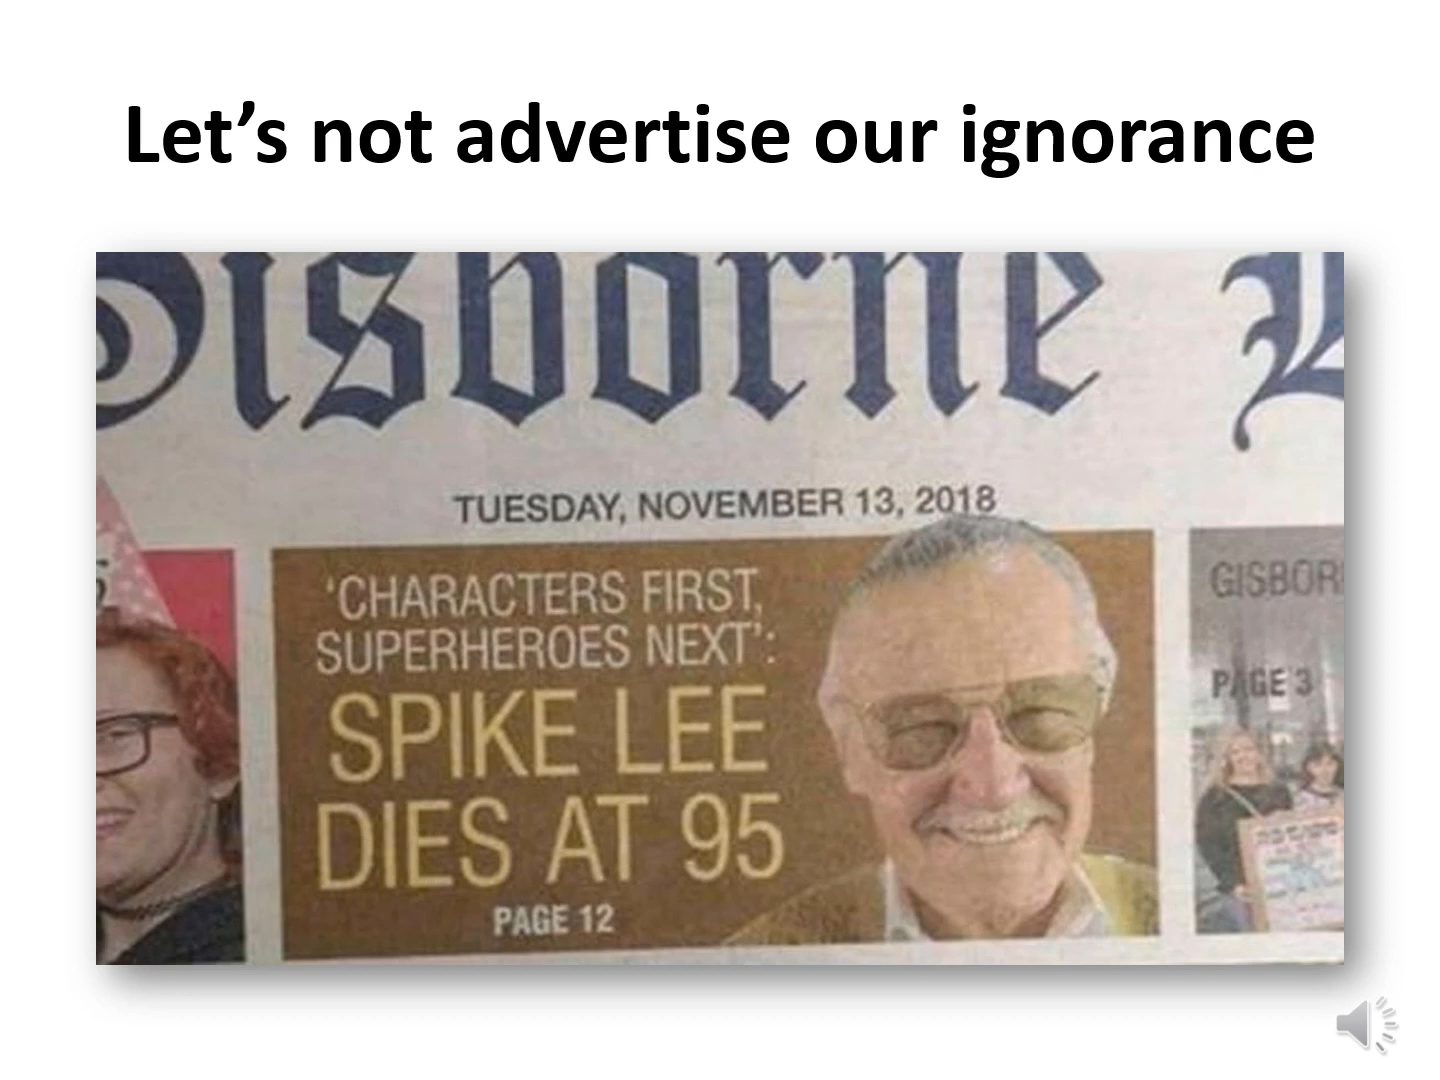 Let’s not advertise our ignorance
Gisborne
TUESDAY, NOVEMBER 13, 2018
‘CHARACTERS FIRST,
SUPERHEROES NEXT’:
SPIKE LEE
DIES AT 95
PAGE 12
PAGE 3